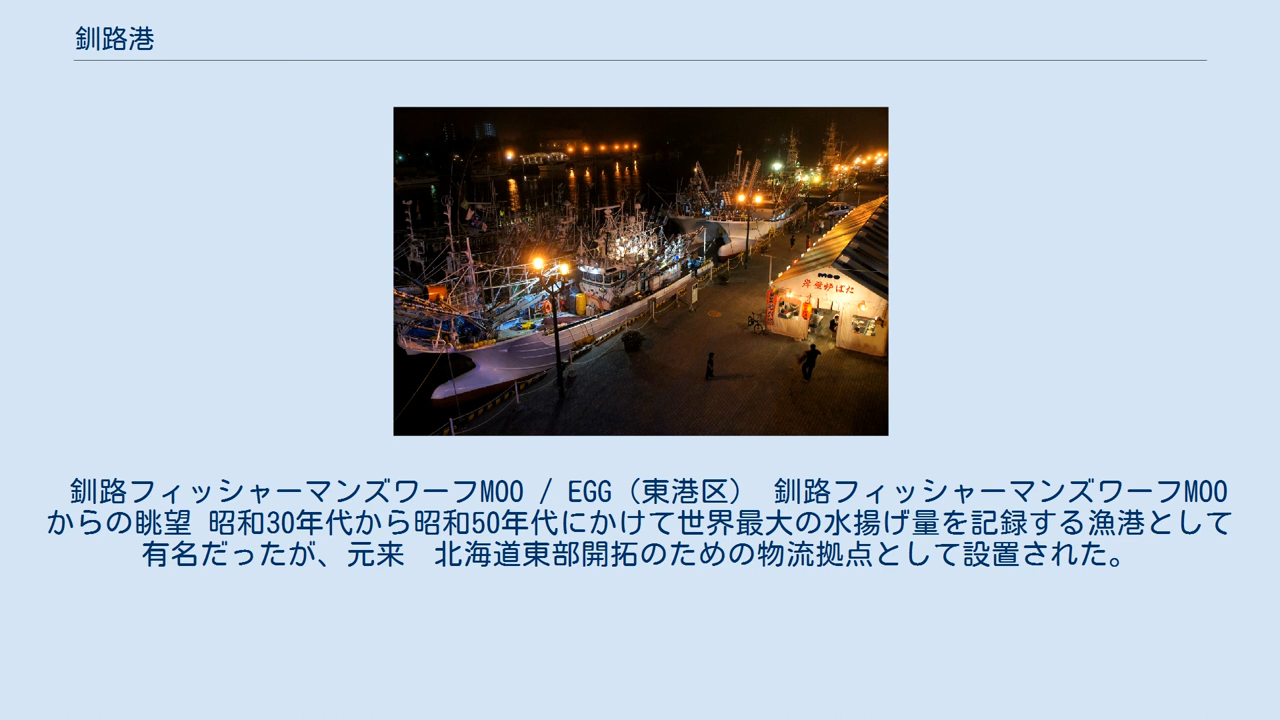 釧路港
MOO
岸壁炉ばた
釧路フィッシャーマンズワーフMOO / EGG（東港区） 釧路フィッシャーマンズワーフMOO
からの眺望 昭和30年代から昭和50年代にかけて世界最大の水揚げ量を記録する漁港として
有名だったが、元来　北海道東部開拓のための物流拠点として設置された。